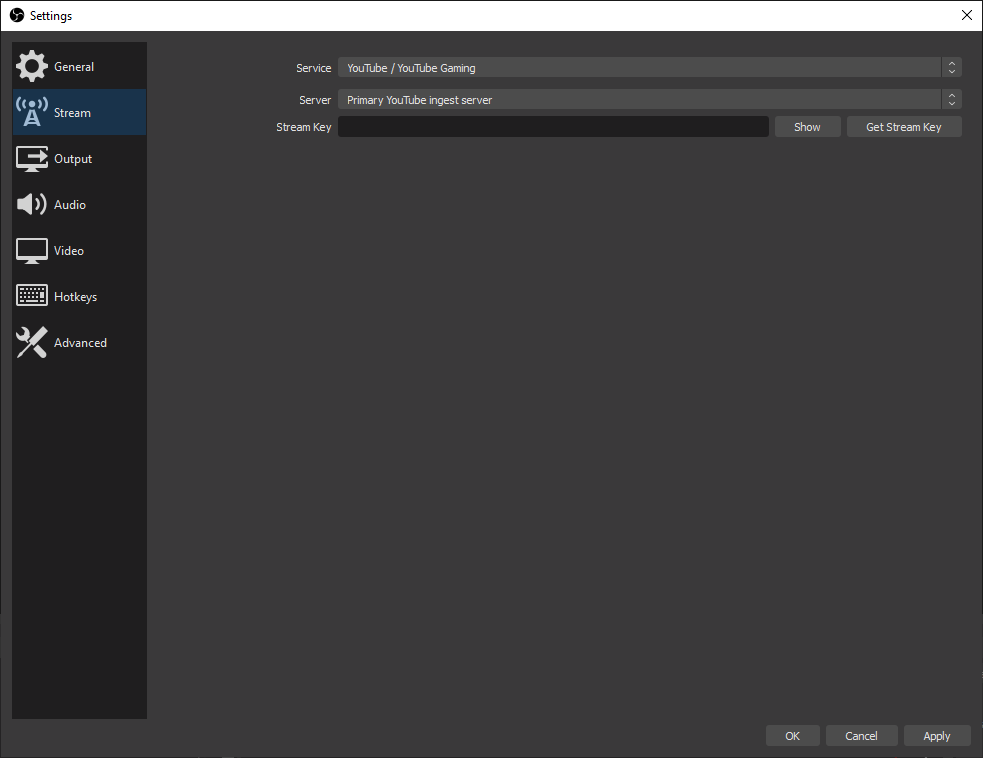 Settings
General
Stream
Output
Audio
Video
Hotkeys
Advanced
Service YouTube / YouTube Gaming
Server Primary YouTube ingest server
Stream Key Show Get Stream Key
OK Cancel Apply